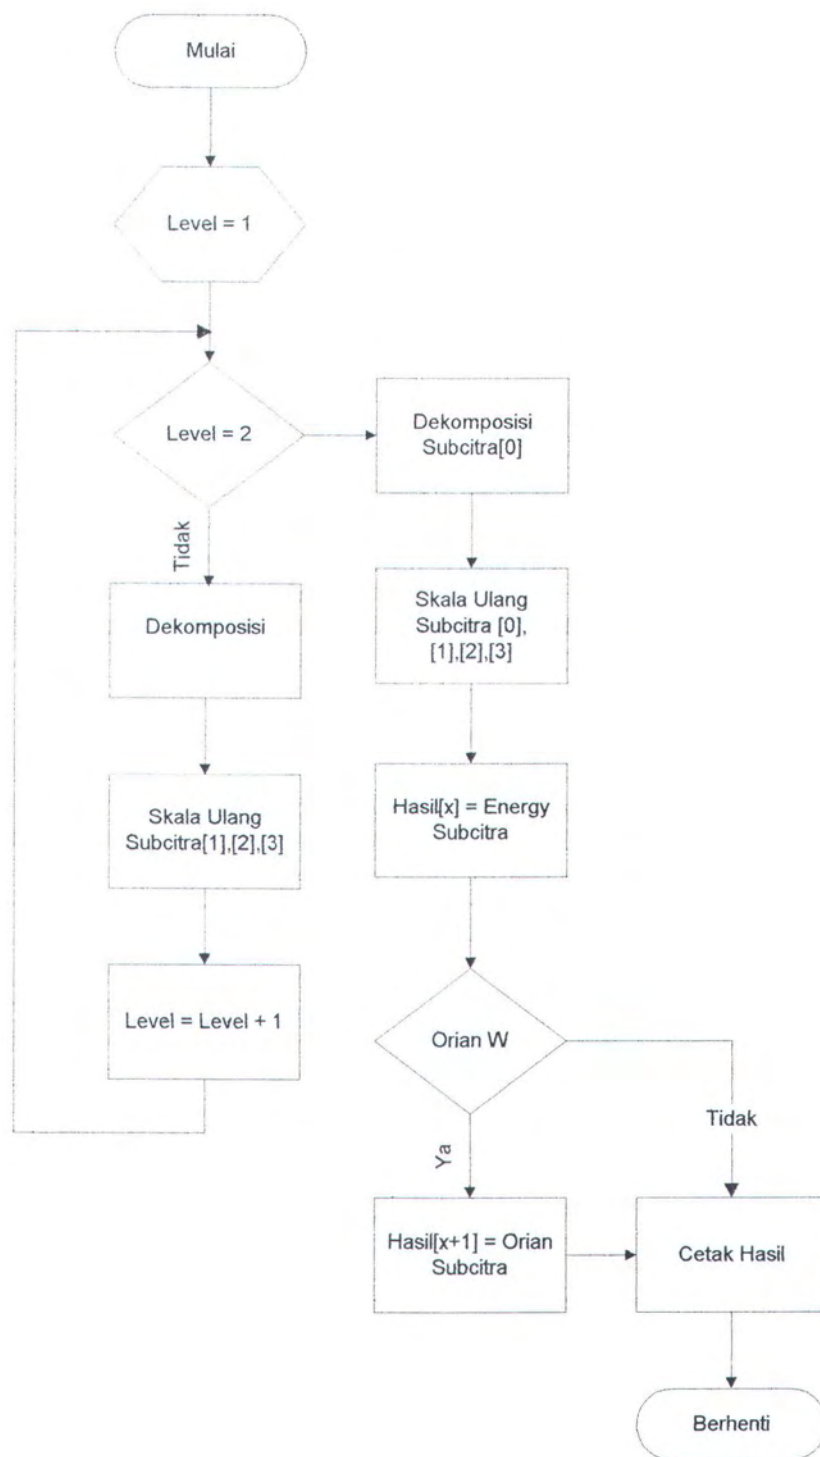 Mulai
Level = 1
Level = 2
Tidak
Dekomposisi
Skala Ulang
Subcitra[1],[2],[3]
Level = Level + 1
Dekomposisi
Subcitra[0]
Skala Ulang
Subcitra [0],
[1],[2],[3]
Hasil[x] = Energy
Subcitra
Orian W
Ya
Tidak
Hasil[x+1] = Orian
Subcitra
Cetak Hasil
Berhenti